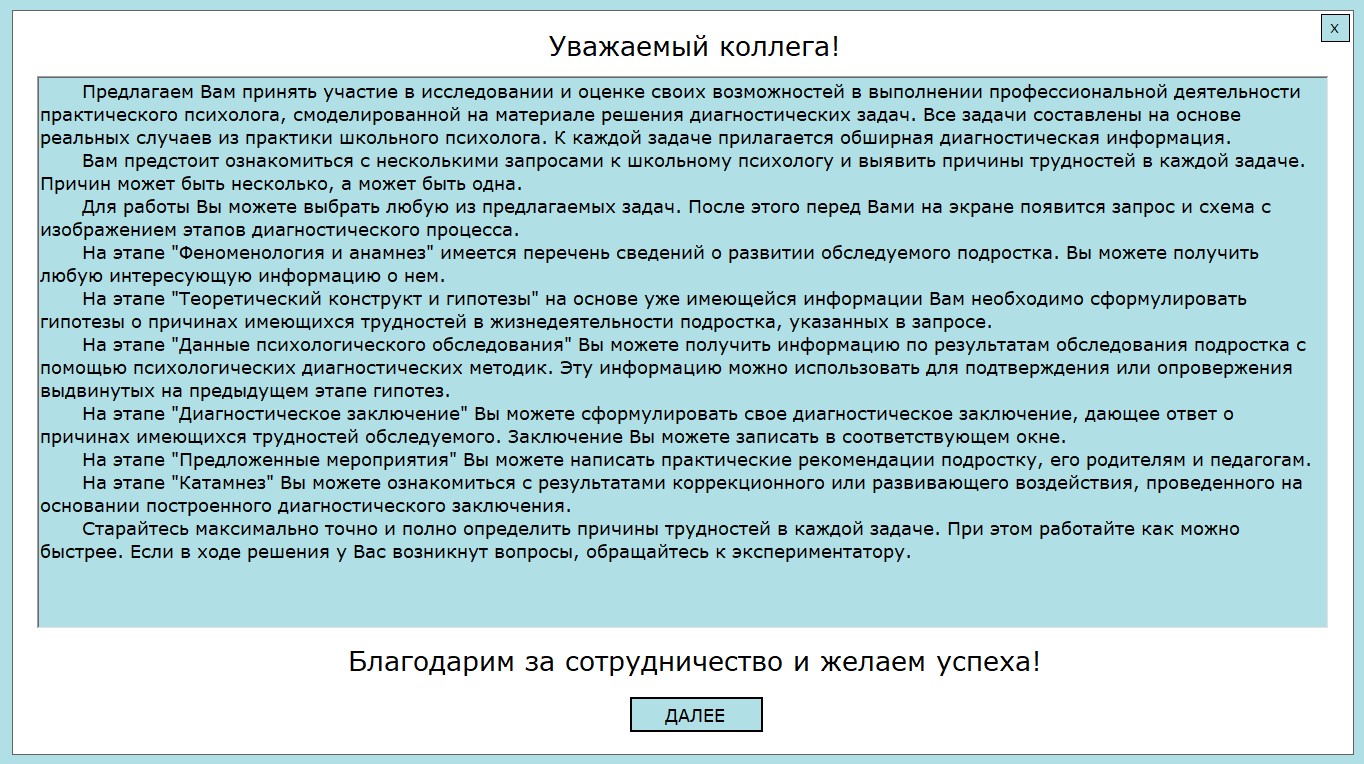 X
Уважаемый коллега!
Предлагаем Вам принять участие в исследовании и оценке своих возможностей в выполнении профессиональной деятельности
практического психолога, смоделированной на материале решения диагностических задач. Все задачи составлены на основе
реальных случаев из практики школьного психолога. К каждой задаче прилагается обширная диагностическая информация.
Вам предстоит ознакомиться с несколькими запросами к школьному психологу и выявить причины трудностей в каждой задаче.
Причин может быть несколько, а может быть одна.
Для работы Вы можете выбрать любую из предлагаемых задач. После этого перед Вами на экране появится запрос и схема с
изображением этапов диагностического процесса.
На этапе "Феноменология и анамнез" имеется перечень сведений о развитии обследуемого подростка. Вы можете получить
любую интересующую информацию о нем.
На этапе "Теоретический конструкт и гипотезы" на основе уже имеющейся информации Вам необходимо сформулировать
гипотезы о причинах имеющихся трудностей в жизнедеятельности подростка, указанных в запросе.
На этапе "Данные психологического обследования" Вы можете получить информацию по результатам обследования подростка с
помощью психологических диагностических методик. Эту информацию можно использовать для подтверждения или опровержения
выдвинутых на предыдущем этапе гипотез.
На этапе "Диагностическое заключение" Вы можете сформулировать свое диагностическое заключение, дающее ответ о
причинах имеющихся трудностей обследуемого. Заключение Вы можете записать в соответствующем окне.
На этапе "Предложенные мероприятия" Вы можете написать практические рекомендации подростку, его родителям и педагогам.
На этапе "Катамнез" Вы можете ознакомиться с результатами коррекционного или развивающего воздействия, проведенного на
основании построенного диагностического заключения.
Старайтесь максимально точно и полно определить причины трудностей в каждой задаче. При этом работайте как можно
быстрее. Если в ходе решения у Вас возникнут вопросы, обращайтесь к экспериментатору.
Благодарим за сотрудничество и желаем успеха!
ДАЛЕЕ